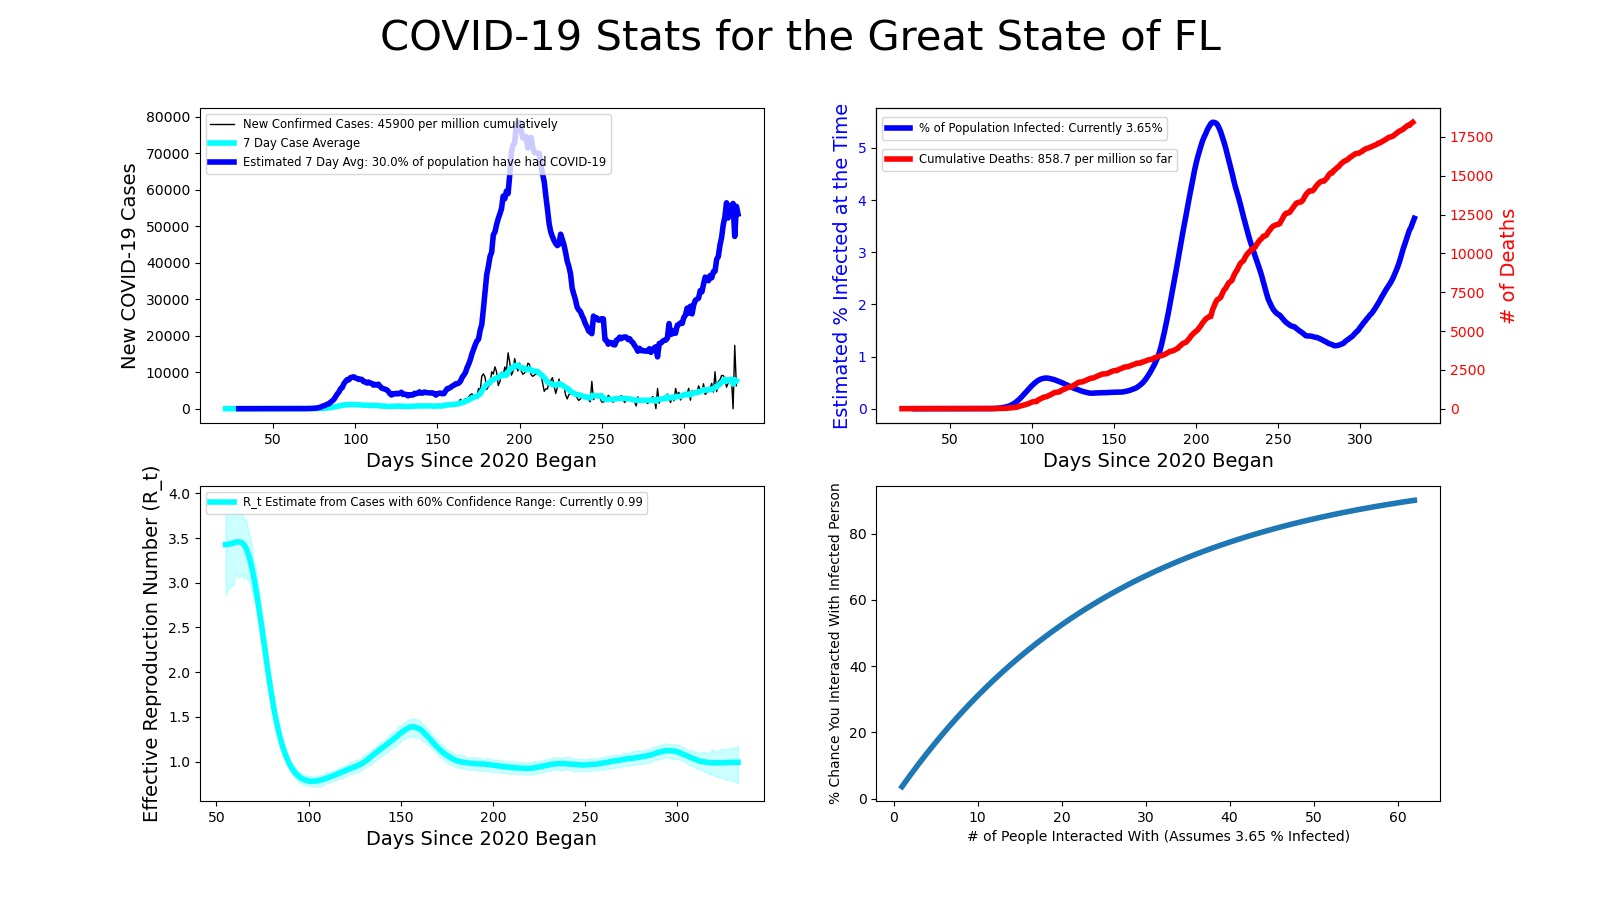 COVID-19 Stats for the Great State of FL
New COVID-19 Cases
80000
70000
60000
50000
40000
30000
20000
10000
0
New Confirmed Cases: 45900 per million cumulatively
7 Day Case Average
Estimated 7 Day Avg: 30.0% of population have had COVID-19
50 100 150 200 250 300
Days Since 2020 Began
Estimated % Infected at the Time
5
4
3
2
1
0
% of Population Infected: Currently 3.65%
Cumulative Deaths: 858.7 per million so far
17500
15000
12500
10000
7500
5000
2500
0
# of Deaths
50 100 150 200 250 300
Days Since 2020 Began
Effective Reproduction Number (R_t)
4.0
3.5
3.0
2.5
2.0
1.5
1.0
R_t Estimate from Cases with 60% Confidence Range: Currently 0.99
50 100 150 200 250 300
Days Since 2020 Began
% Chance You Interacted With Infected Person
80
60
40
20
0
0 10 20 30 40 50 60
# of People Interacted With (Assumes 3.65 % Infected)